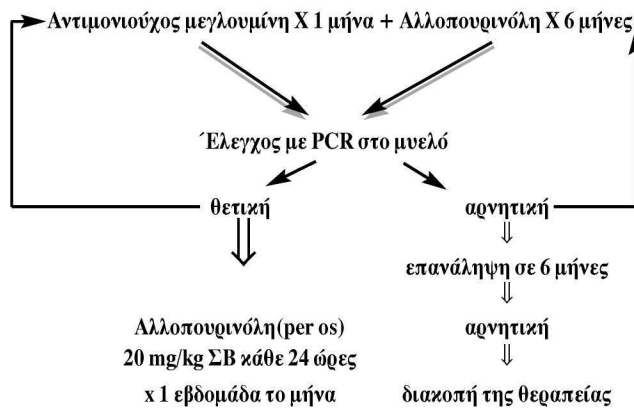 Αντιμονιούχος μεγλουμίνη Χ 1 μήνα + Αλλοπουρινόλη Χ 6 μήνες
Έλεγχος με PCR στο μυελό
θετική
αρνητική
επανάληψη σε 6 μήνες
Αλλοπουρινόλη(per os)
αρνητική
20 mg/kg ΣΒ κάθε 24 ώρες
x 1 εβδομάδα το μήνα
διακοπή της θεραπείας